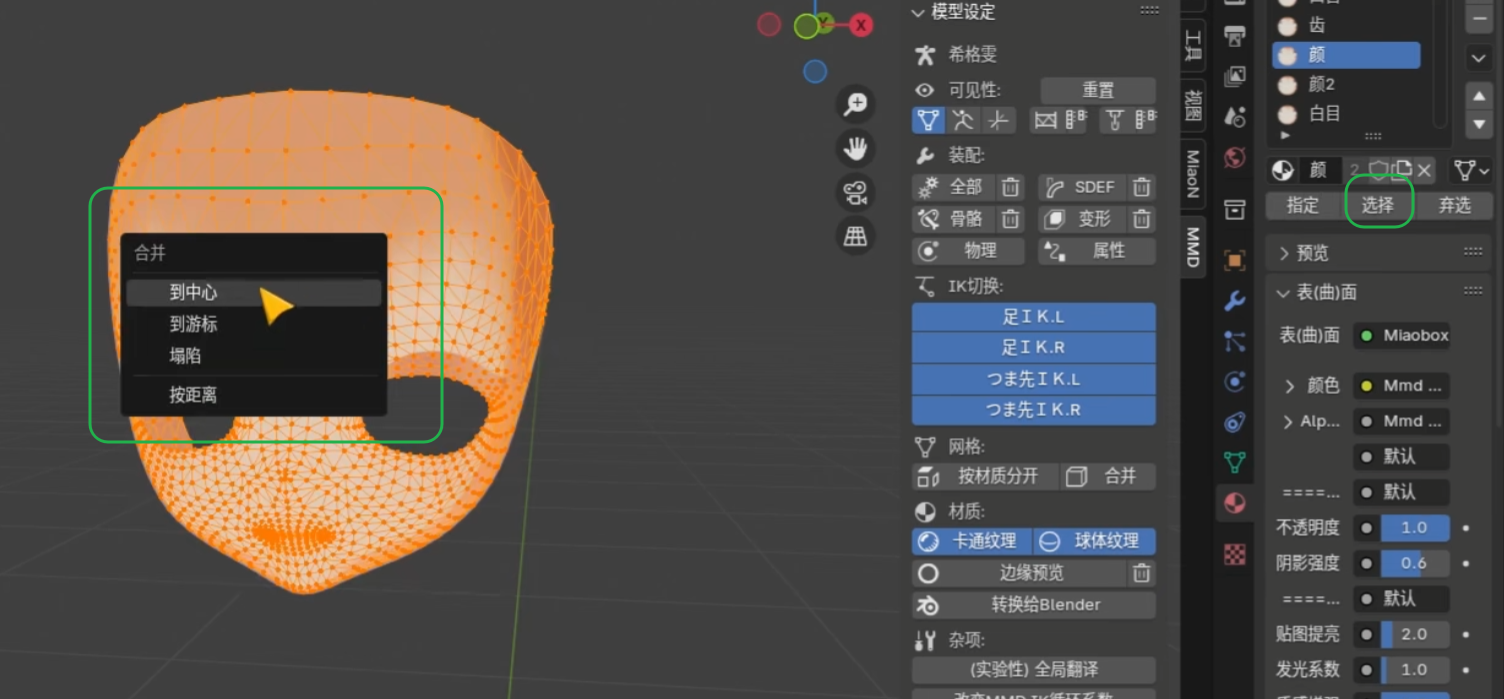 X
Y
合并
到中心
到游标
塌陷
按距离
模型设定
希格雯
可见性:
重置
装配:
全部
SDEF
骨骼
变形
物理
属性
IK切换:
足ＩＫ.L
足ＩＫ.R
つま先ＩＫ.L
つま先ＩＫ.R
网格:
按材质分开
合并
材质:
卡通纹理
球体纹理
边缘预览
转换给Blender
杂项:
(实验性) 全局翻译
工具
视图
MiaoN
MMD
齿
颜
颜2
白目
颜 2
指定
选择
弃选
预览
表(曲)面
表(曲)面 Miaobox
颜色 Mmd ...
Alp... Mmd ...
默认
====... 默认
不透明度 1.0
阴影强度 0.6
====... 默认
贴图提亮 2.0
发光系数 1.0